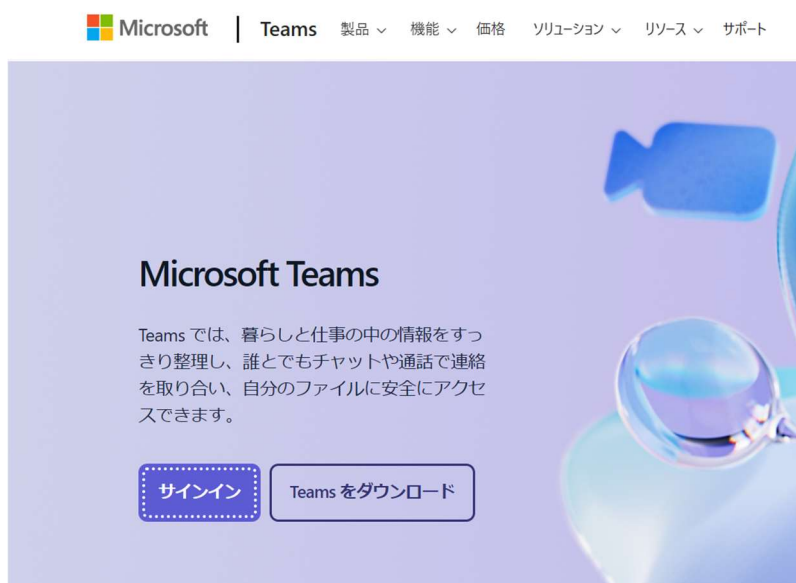 Microsoft | Teams 製品 機能 価格 ソリューション リソース サポート
Microsoft Teams
Teams では、暮らしと仕事の中の情報をすっ
きり整理し、誰とでもチャットや通話で連絡
を取り合い、自分のファイルに安全にアクセ
スできます。
サインイン Teams をダウンロード